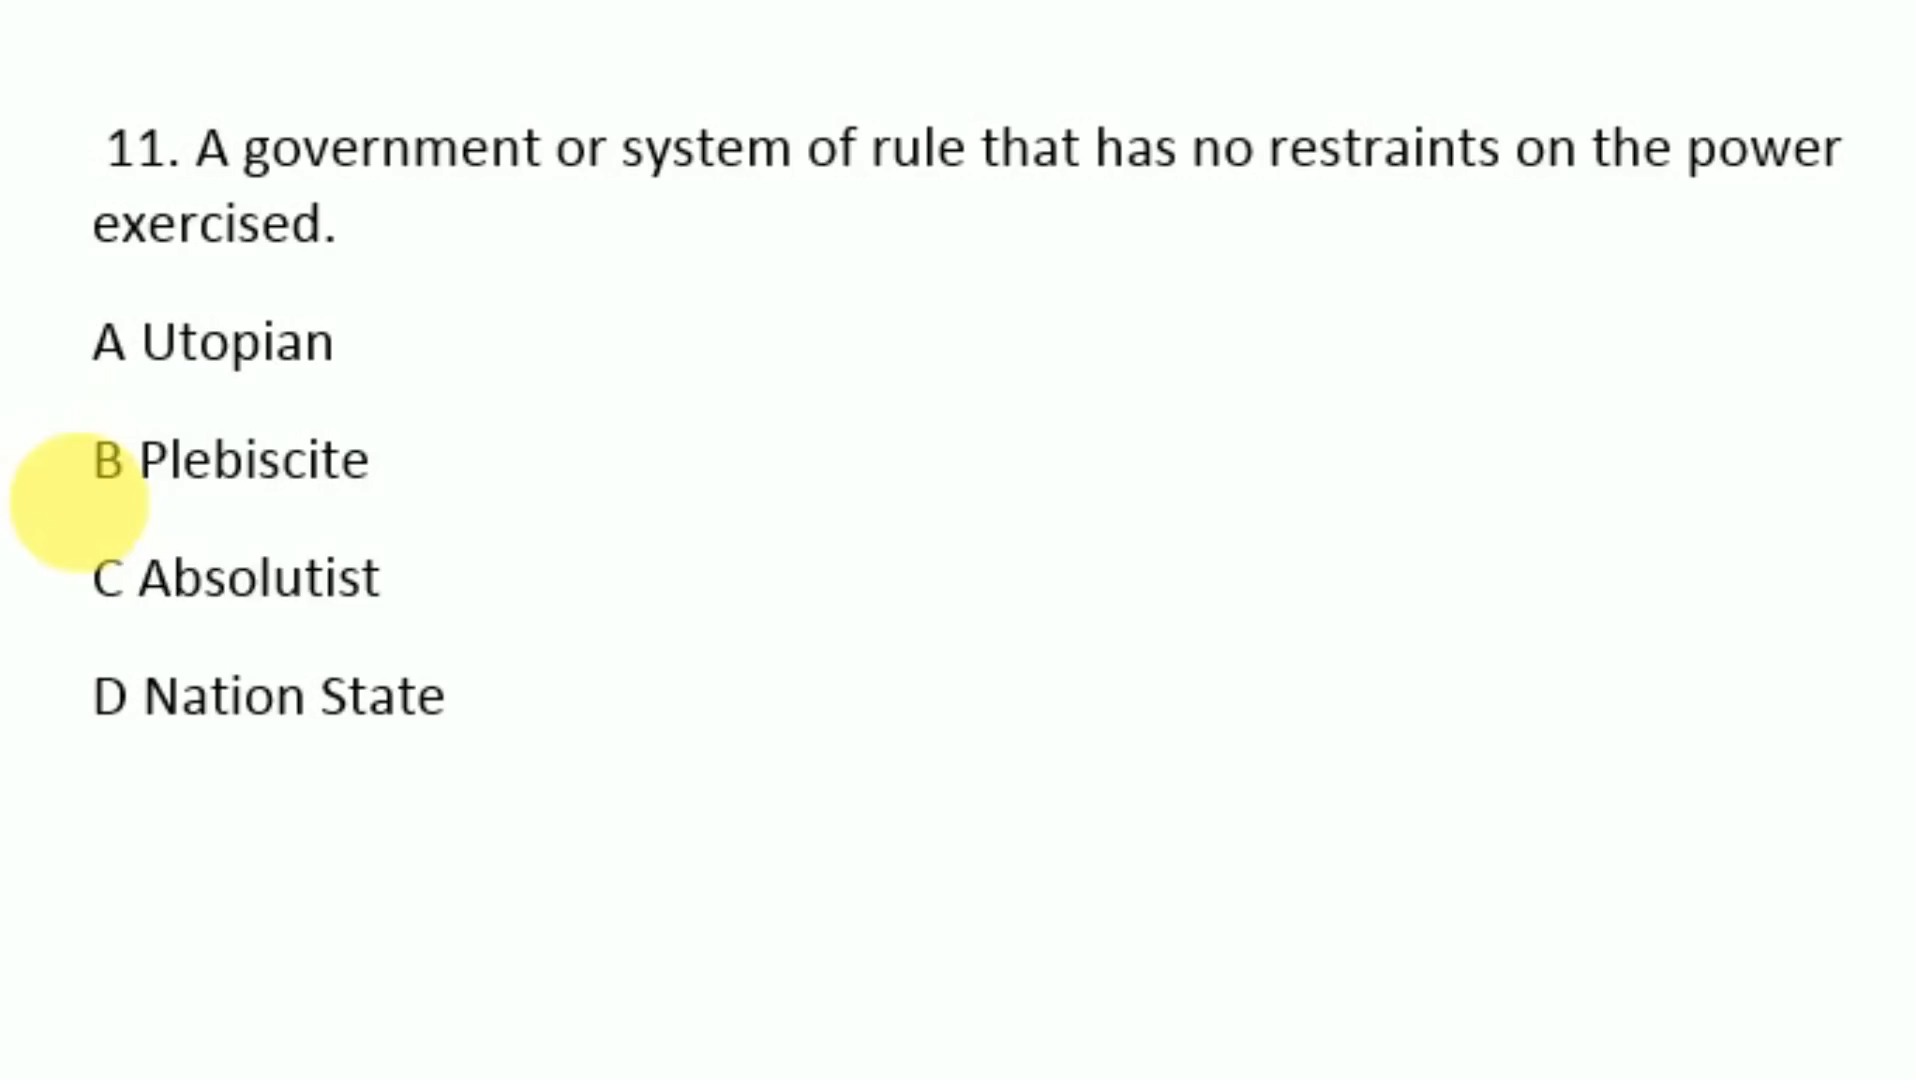 11. A government or system of rule that has no restraints on the power
exercised.
A Utopian
B Plebiscite
C Absolutist
D Nation State